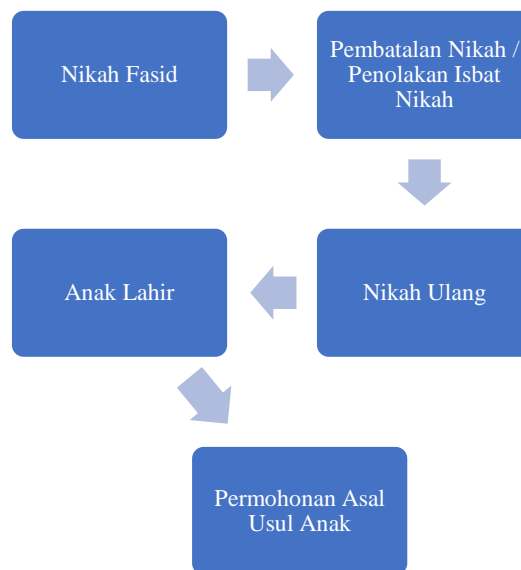 Nikah Fasid
Pembatalan Nikah /
Penolakan Isbat
Nikah
Nikah Ulang
Anak Lahir
Permohonan Asal
Usul Anak